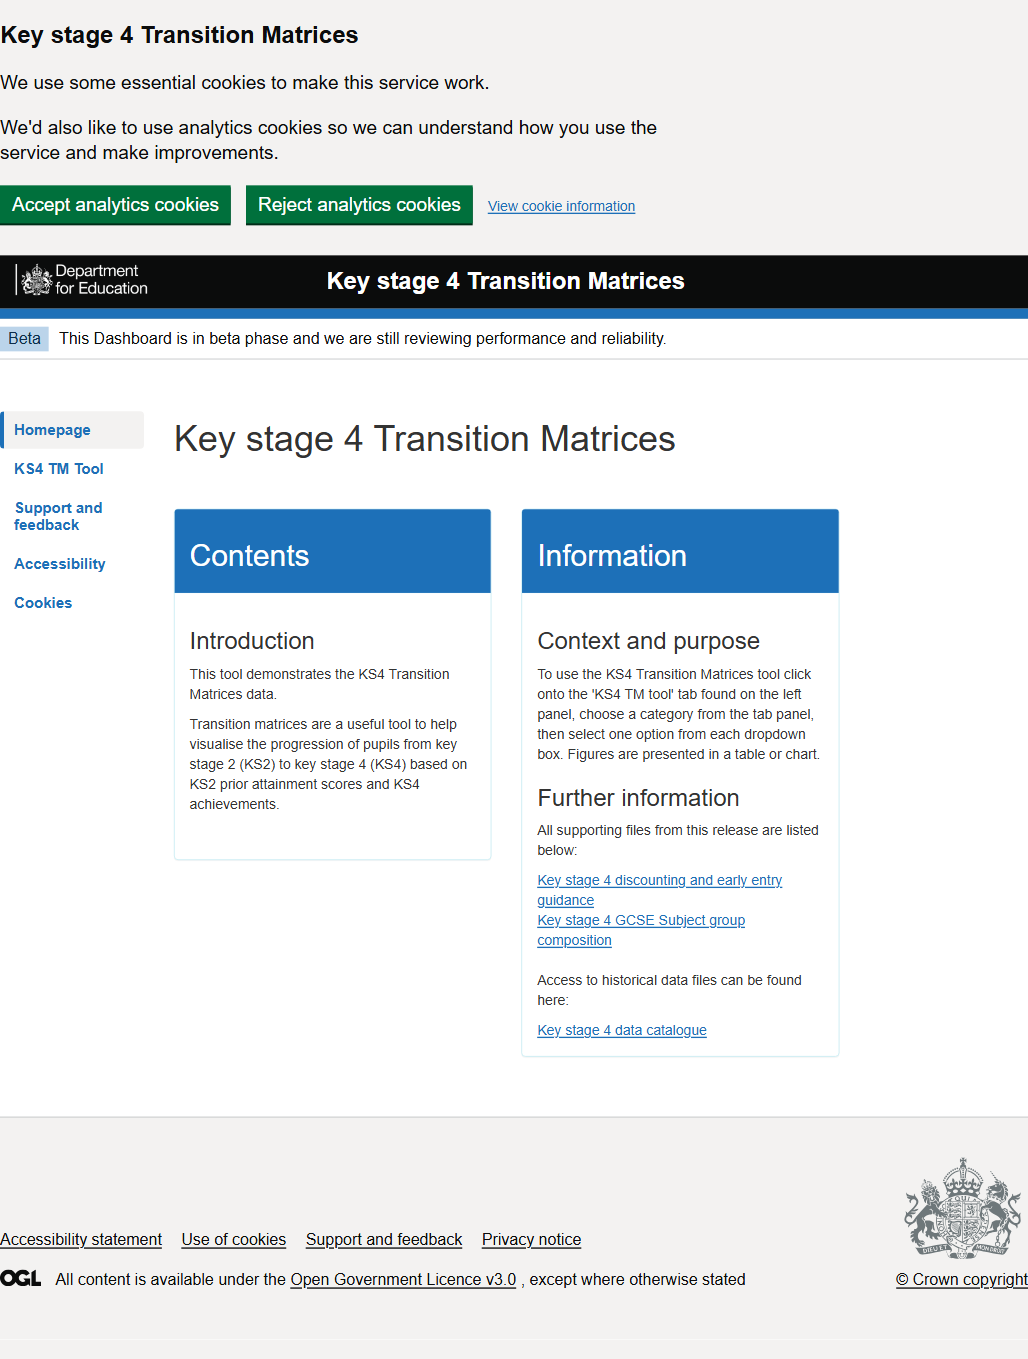 Key stage 4 Transition Matrices
We use some essential cookies to make this service work.
We'd also like to use analytics cookies so we can understand how you use the
service and make improvements.
Accept analytics cookies
Reject analytics cookies
View cookie information
Department
for Education
Key stage 4 Transition Matrices
Beta
This Dashboard is in beta phase and we are still reviewing performance and reliability.
Homepage
KS4 TM Tool
Support and
feedback
Accessibility
Cookies
Key stage 4 Transition Matrices
Contents
Introduction
This tool demonstrates the KS4 Transition
Matrices data.
Transition matrices are a useful tool to help
visualise the progression of pupils from key
stage 2 (KS2) to key stage 4 (KS4) based on
KS2 prior attainment scores and KS4
achievements.
Information
Context and purpose
To use the KS4 Transition Matrices tool click
onto the 'KS4 TM tool' tab found on the left
panel, choose a category from the tab panel,
then select one option from each dropdown
box. Figures are presented in a table or chart.
Further information
All supporting files from this release are listed
below:
Key stage 4 discounting and early entry
guidance
Key stage 4 GCSE Subject group
composition
Access to historical data files can be found
here:
Key stage 4 data catalogue
Accessibility statement
Use of cookies
Support and feedback
Privacy notice
OGL
All content is available under the Open Government Licence v3.0 , except where otherwise stated
DIEU ET MON DROIT
© Crown copyright